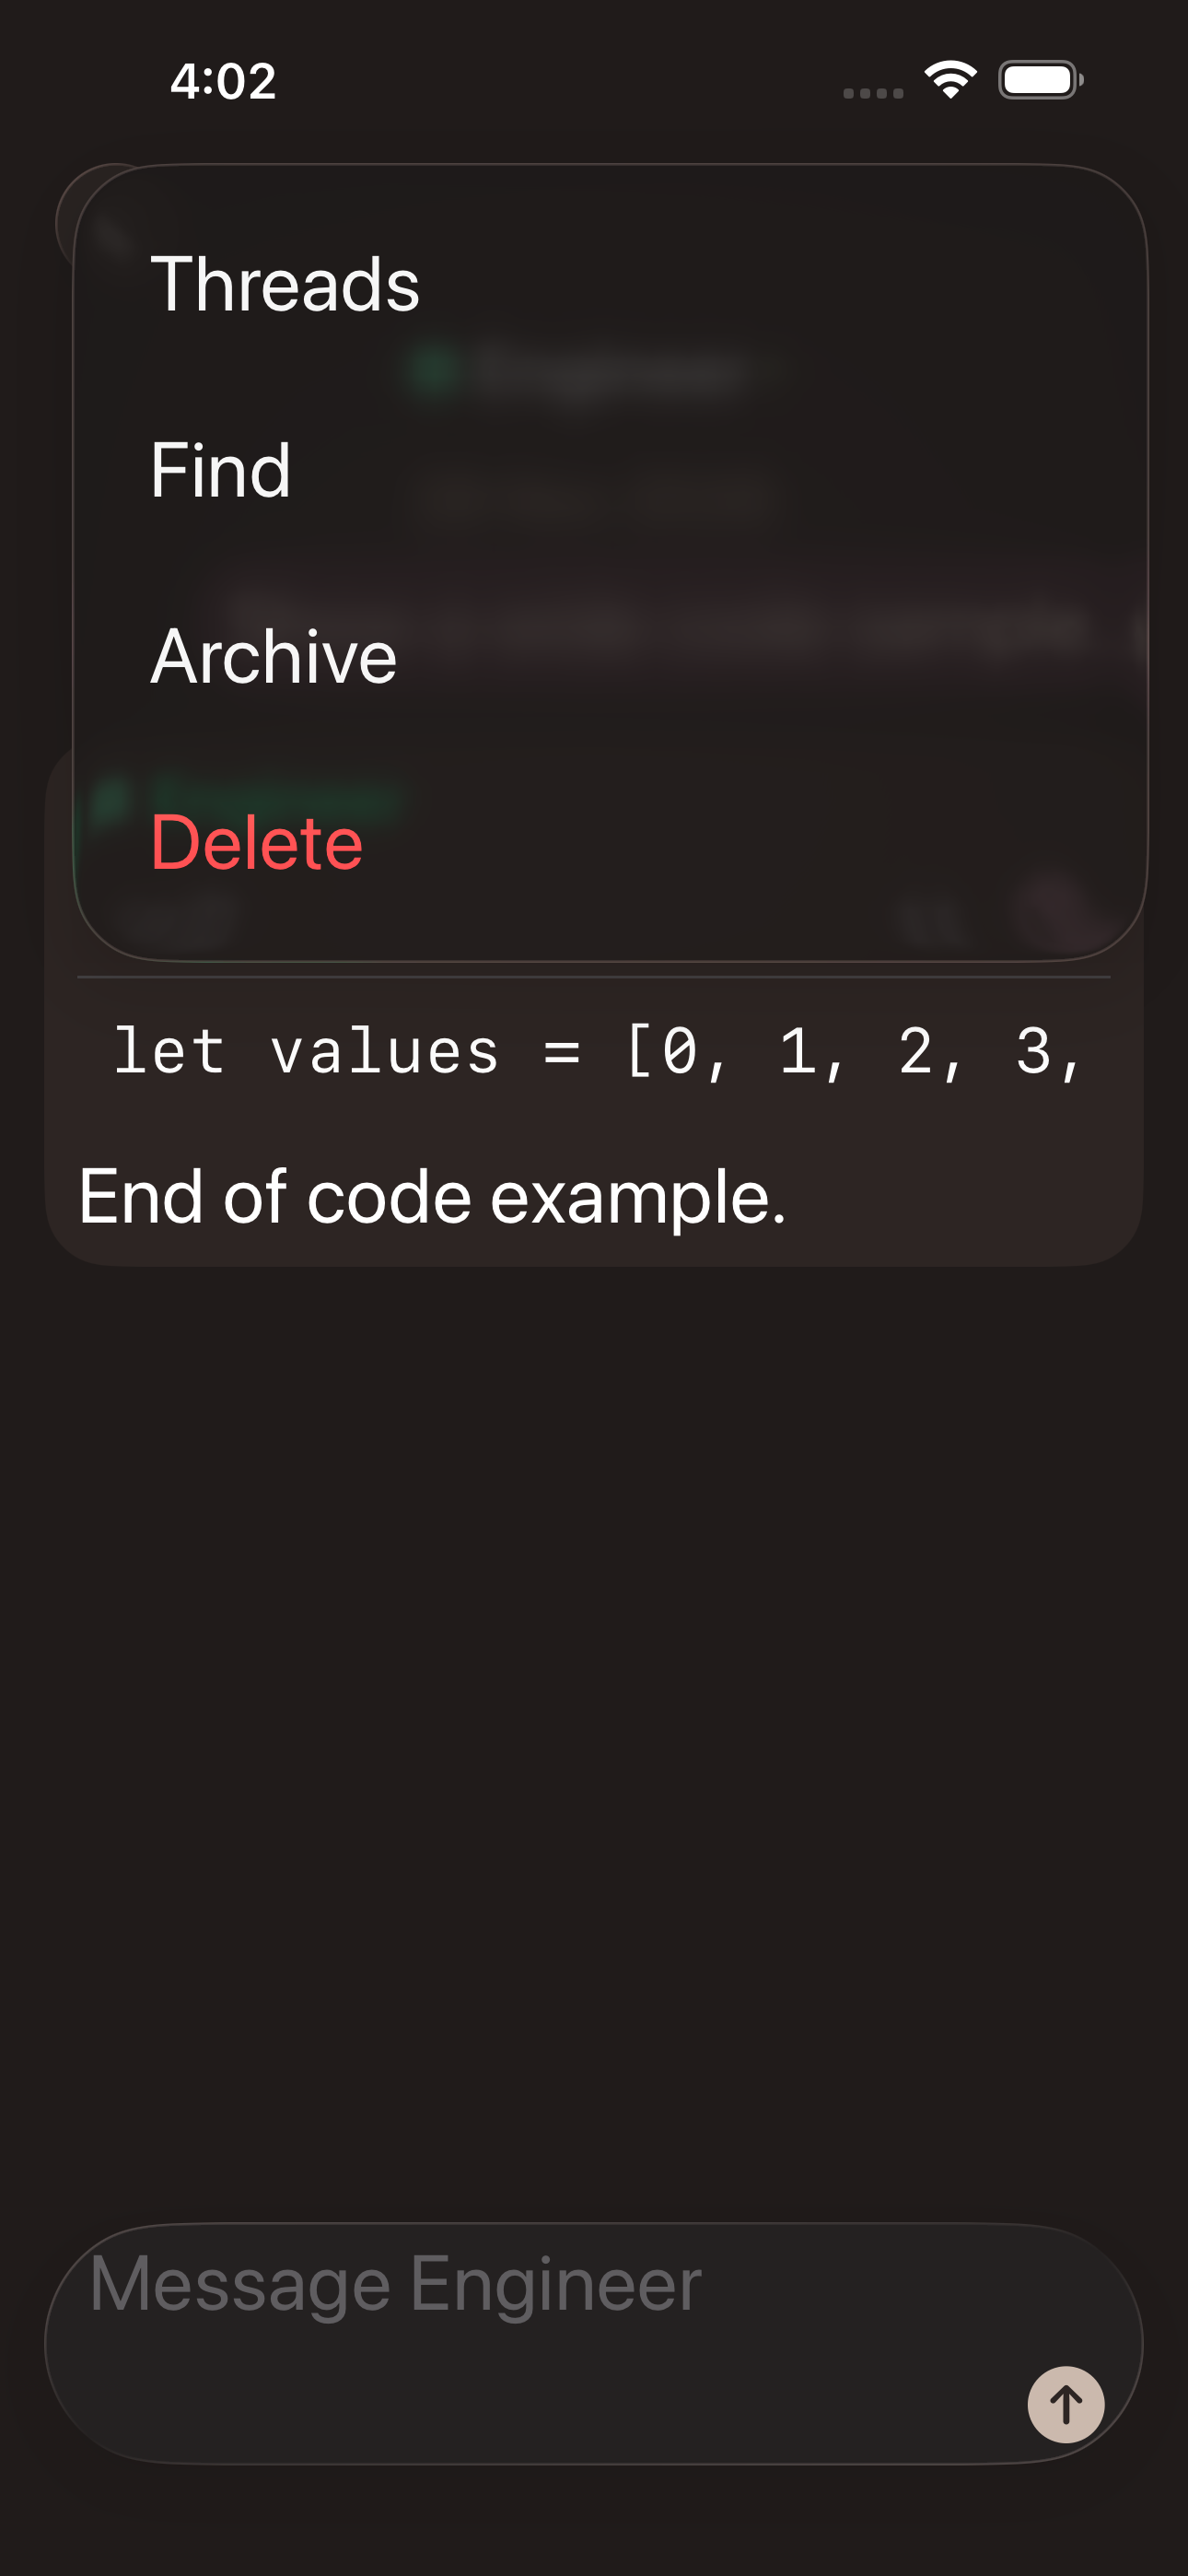 4:02
Threads
Find
Archive
Delete
let values = [0, 1, 2, 3,
End of code example.
Message Engineer